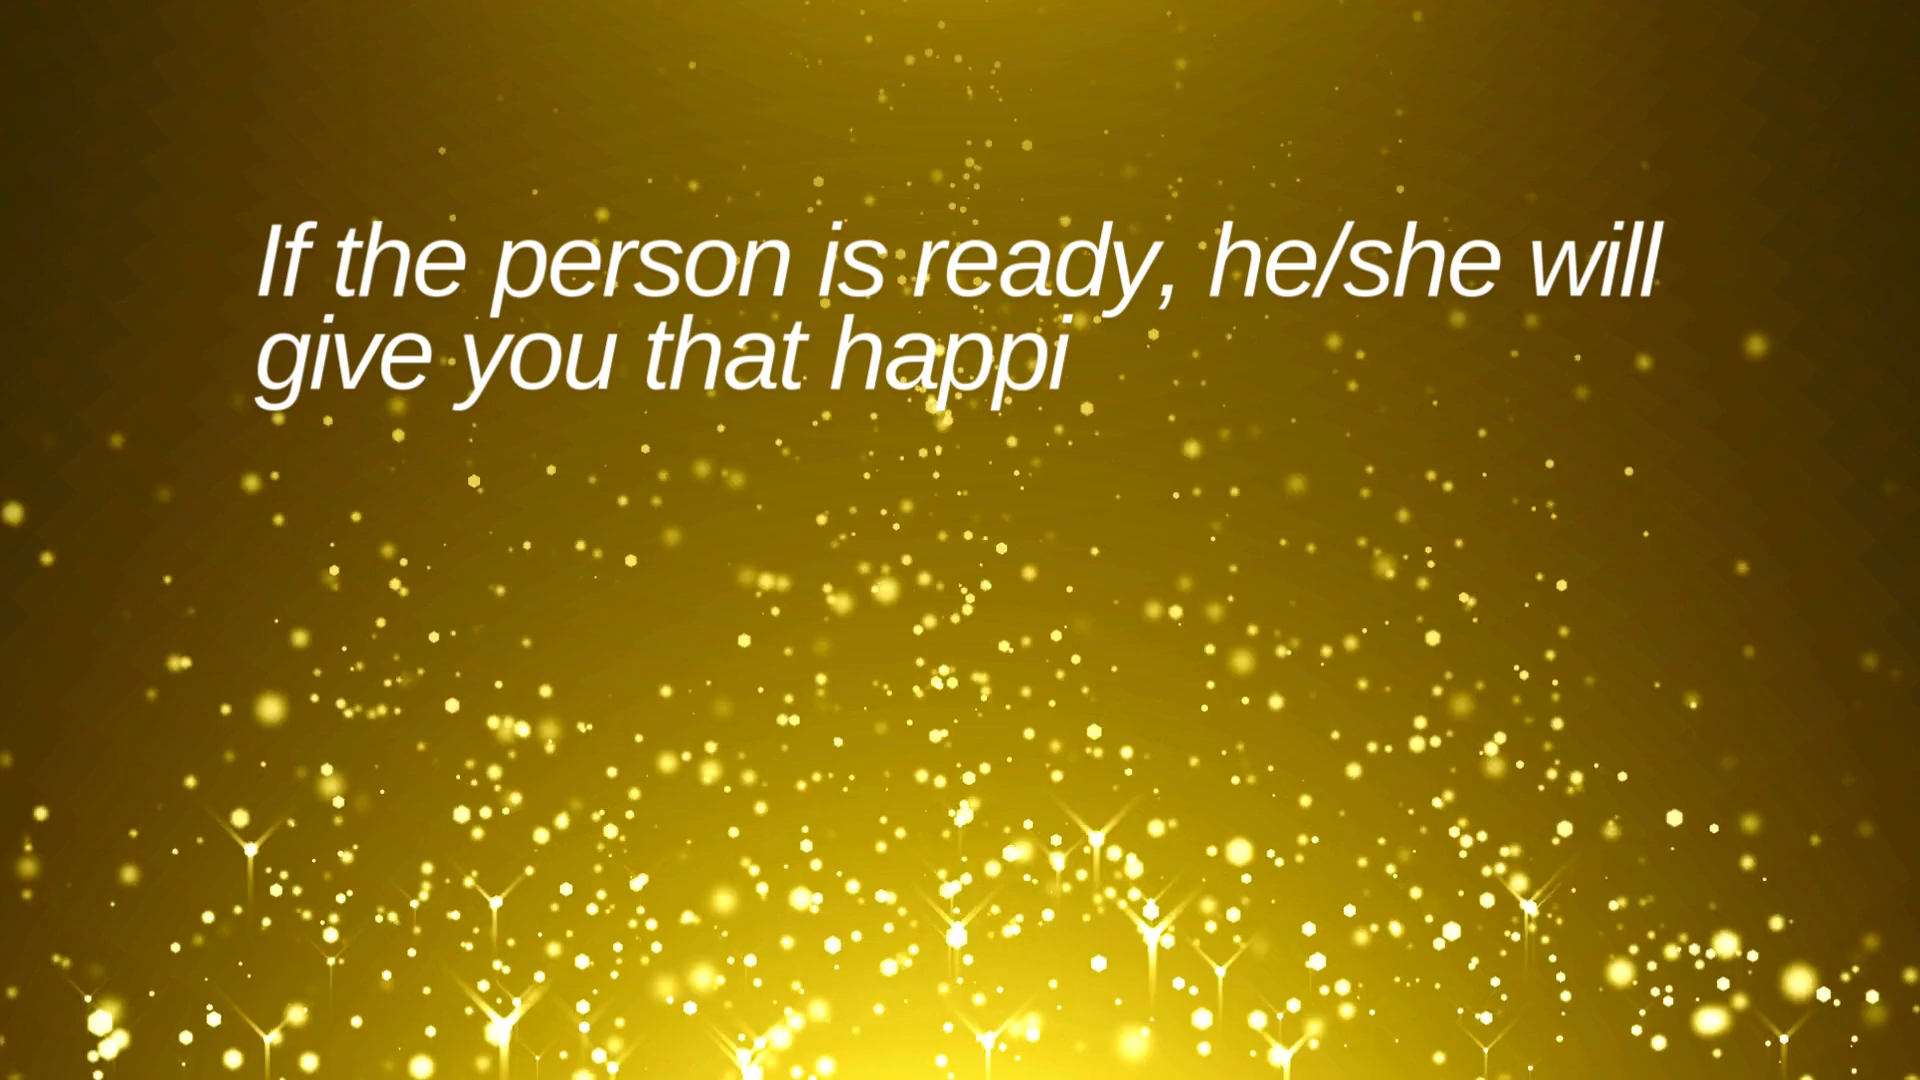 If the person is ready, he/she will
give you that happi